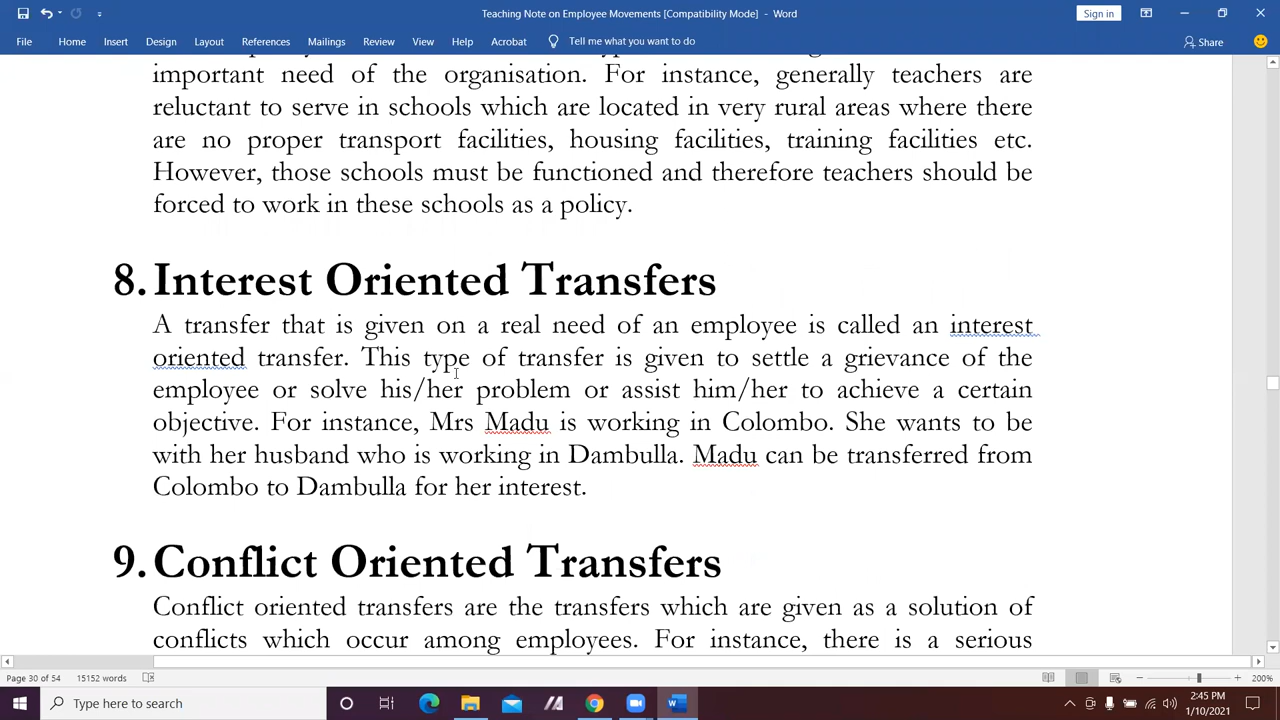 Teaching Note on Employee Movements [Compatibility Mode] - Word
Sign in
File Home Insert Design Layout References Mailings Review View Help Acrobat Tell me what you want to do Share
important need of the organisation. For instance, generally teachers are
reluctant to serve in schools which are located in very rural areas where there
are no proper transport facilities, housing facilities, training facilities etc.
However, those schools must be functioned and therefore teachers should be
forced to work in these schools as a policy.
8. Interest Oriented Transfers
A transfer that is given on a real need of an employee is called an interest
oriented transfer. This type of transfer is given to settle a grievance of the
employee or solve his/her problem or assist him/her to achieve a certain
objective. For instance, Mrs Madu is working in Colombo. She wants to be
with her husband who is working in Dambulla. Madu can be transferred from
Colombo to Dambulla for her interest.
9. Conflict Oriented Transfers
Conflict oriented transfers are the transfers which are given as a solution of
conflicts which occur among employees. For instance, there is a serious
Page 30 of 54 15152 words 200%
Type here to search
2:45 PM
1/10/2021